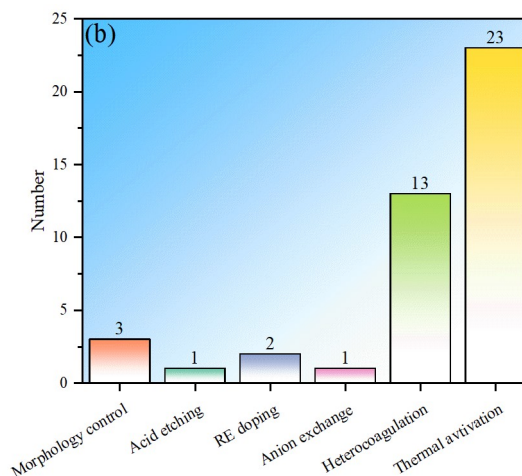 (b)
25
20
15
10
5
0
Number
3
1
2
1
13
23
Morphology control
Acid etching
RE doping
Anion exchange
Heterocoagulation
Thermal avtivation